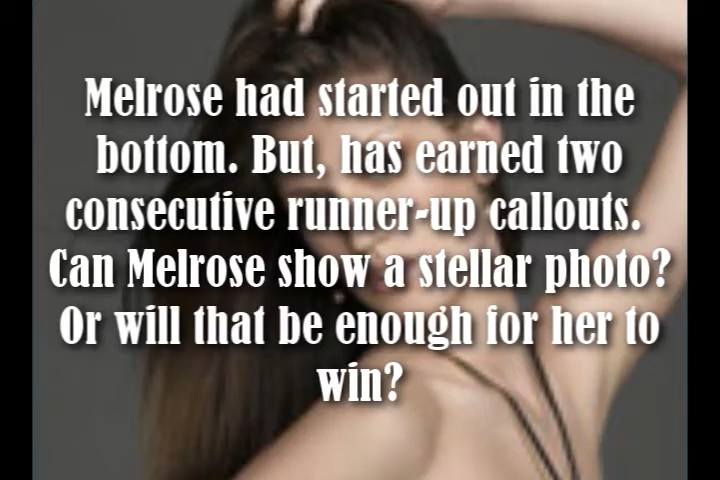 Melrose had started out in the
bottom. But, has earned two
consecutive runner-up callouts.
Can Melrose show a stellar photo?
Or will that be enough for her to
win?